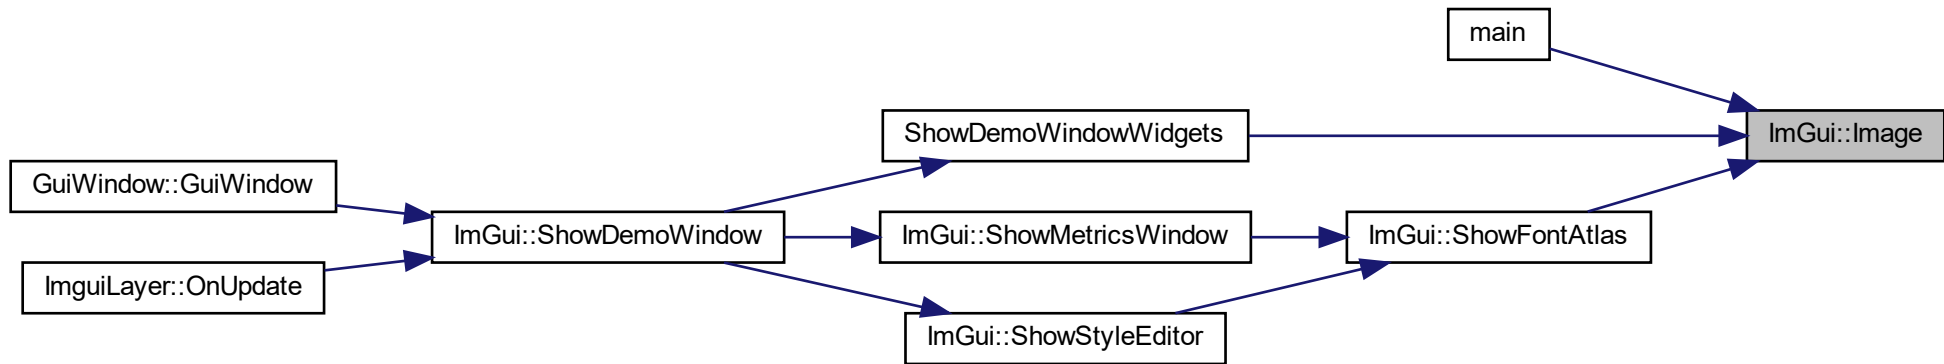 main
ShowDemoWindowWidgets
ImGui::Image
GuiWindow::GuiWindow
ImGui::ShowDemoWindow
ImGui::ShowMetricsWindow
ImGui::ShowFontAtlas
ImguiLayer::OnUpdate
ImGui::ShowStyleEditor